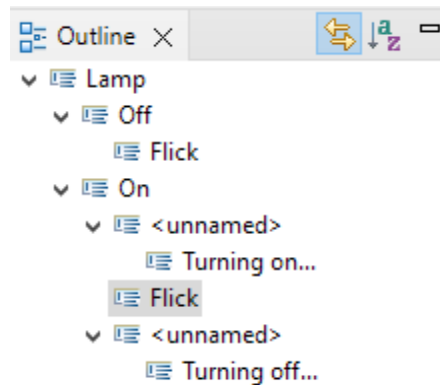 Outline
Lamp
Off
Flick
On
<unnamed>
Turning on...
Flick
<unnamed>
Turning off...